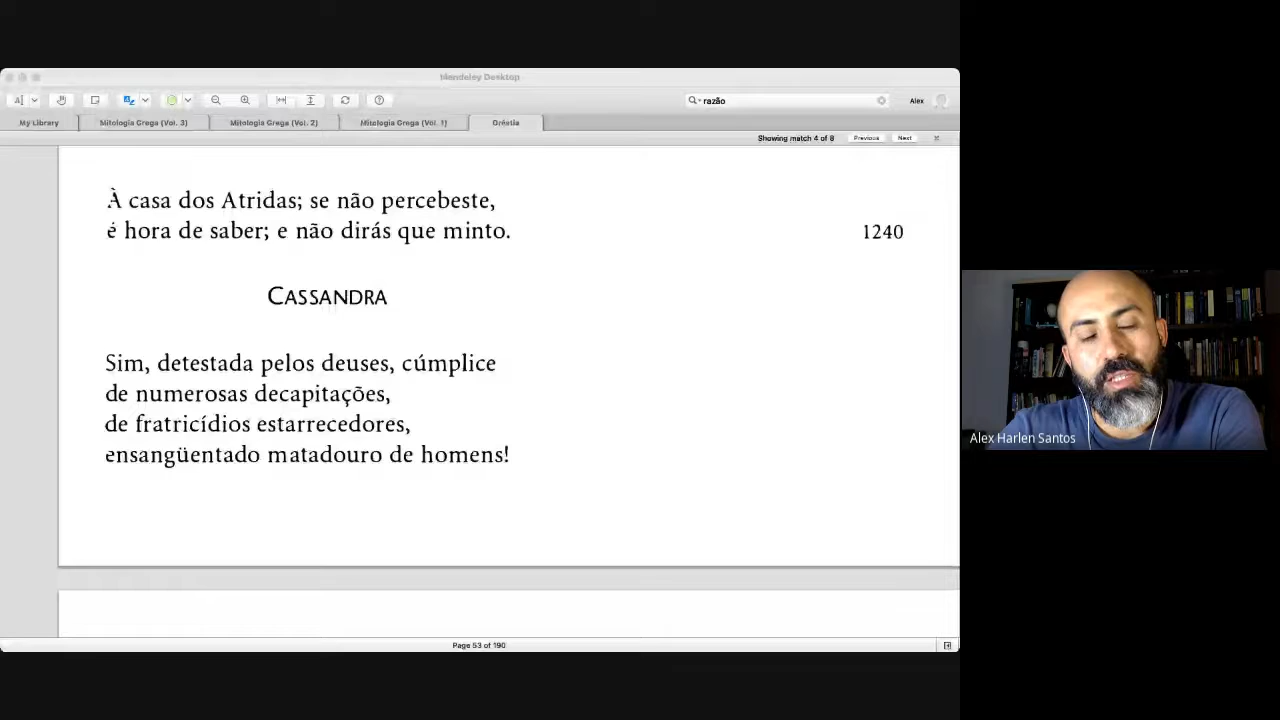 Mendeley Desktop
razão
Alex
My Library
Mitologia Grega (Vol. 3)
Mitologia Grega (Vol. 2)
Mitologia Grega (Vol. 1)
Oréstia
Showing match 4 of 8
Previous
Next
À casa dos Atridas; se não percebeste,
é hora de saber; e não dirás que minto.
1240
CASSANDRA
Sim, detestada pelos deuses, cúmplice
de numerosas decapitações,
de fratricídios estarrecedores,
ensangüentado matadouro de homens!
Alex Harlen Santos
Page 53 of 190